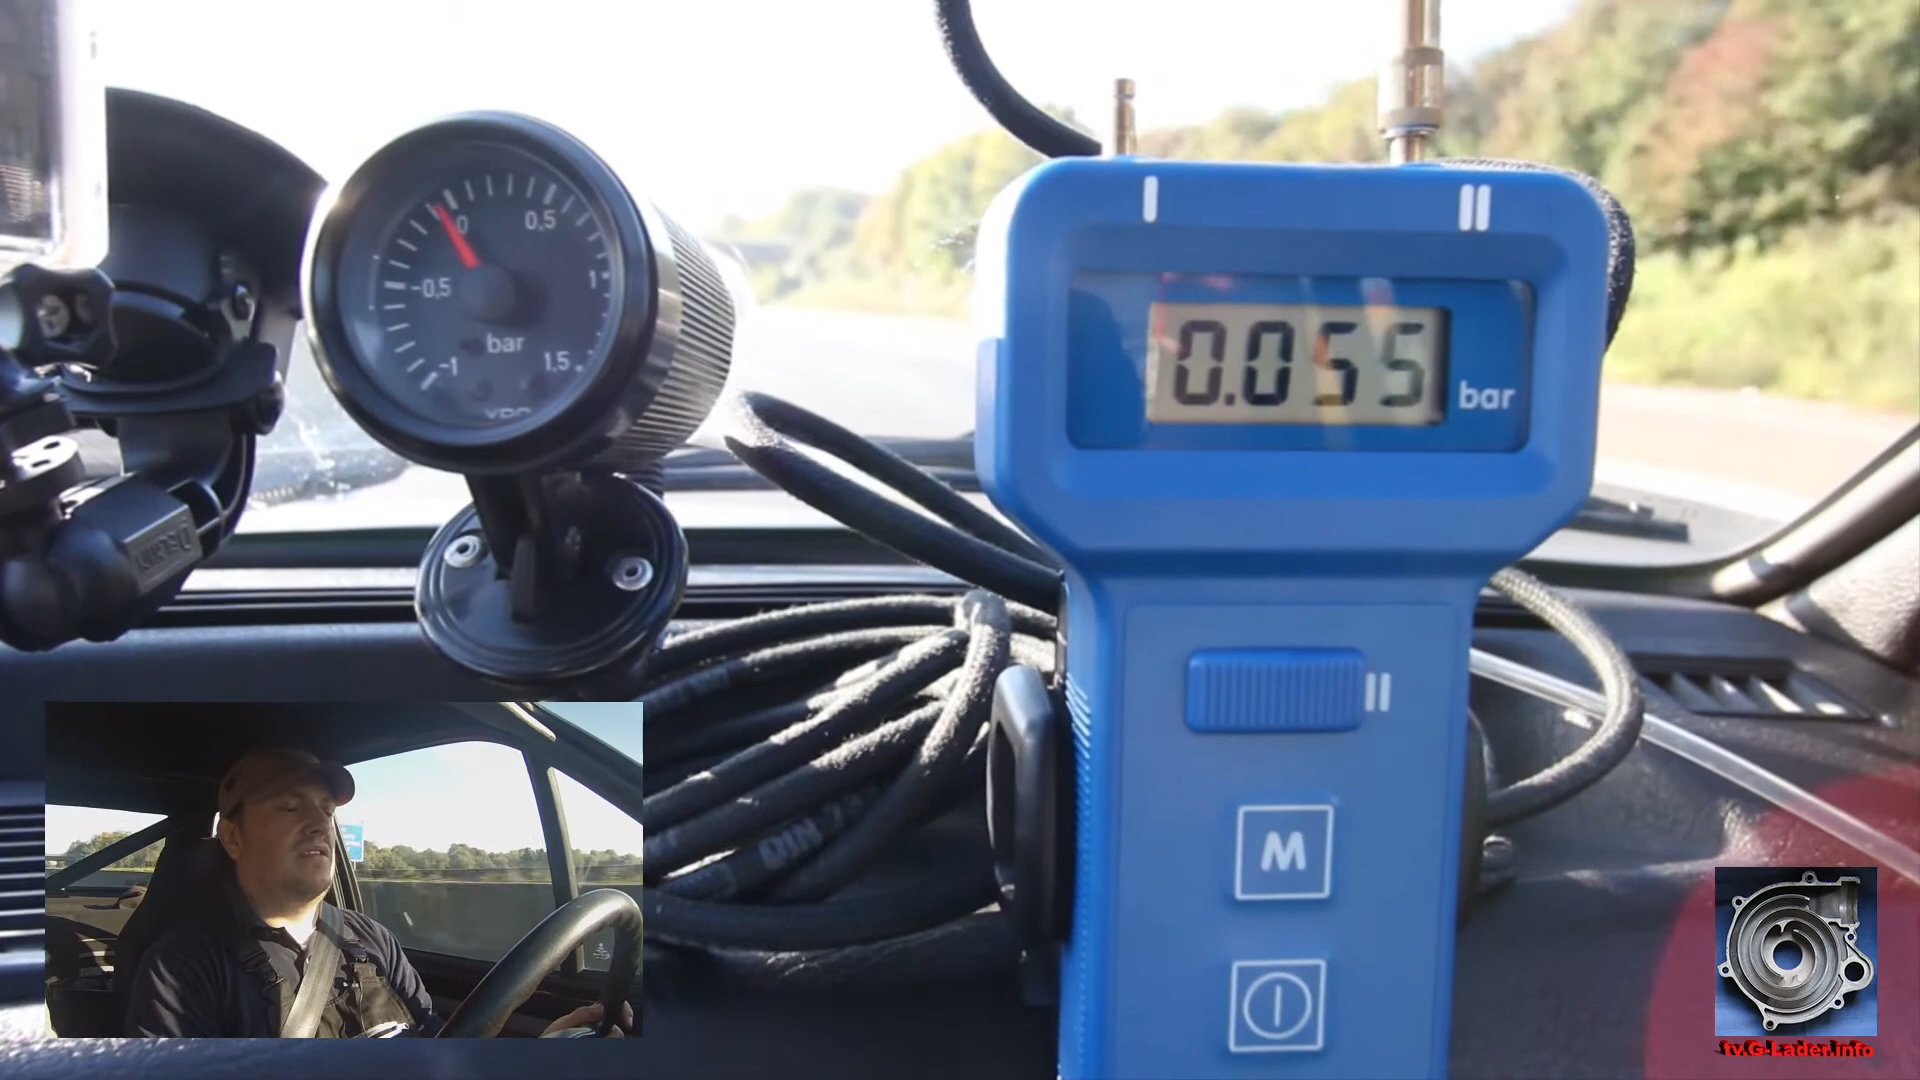 0
0,5
-0,5
1
bar
-1
1,5
I
II
0.055
bar
II
M
DIN
tv.G-Lader.info